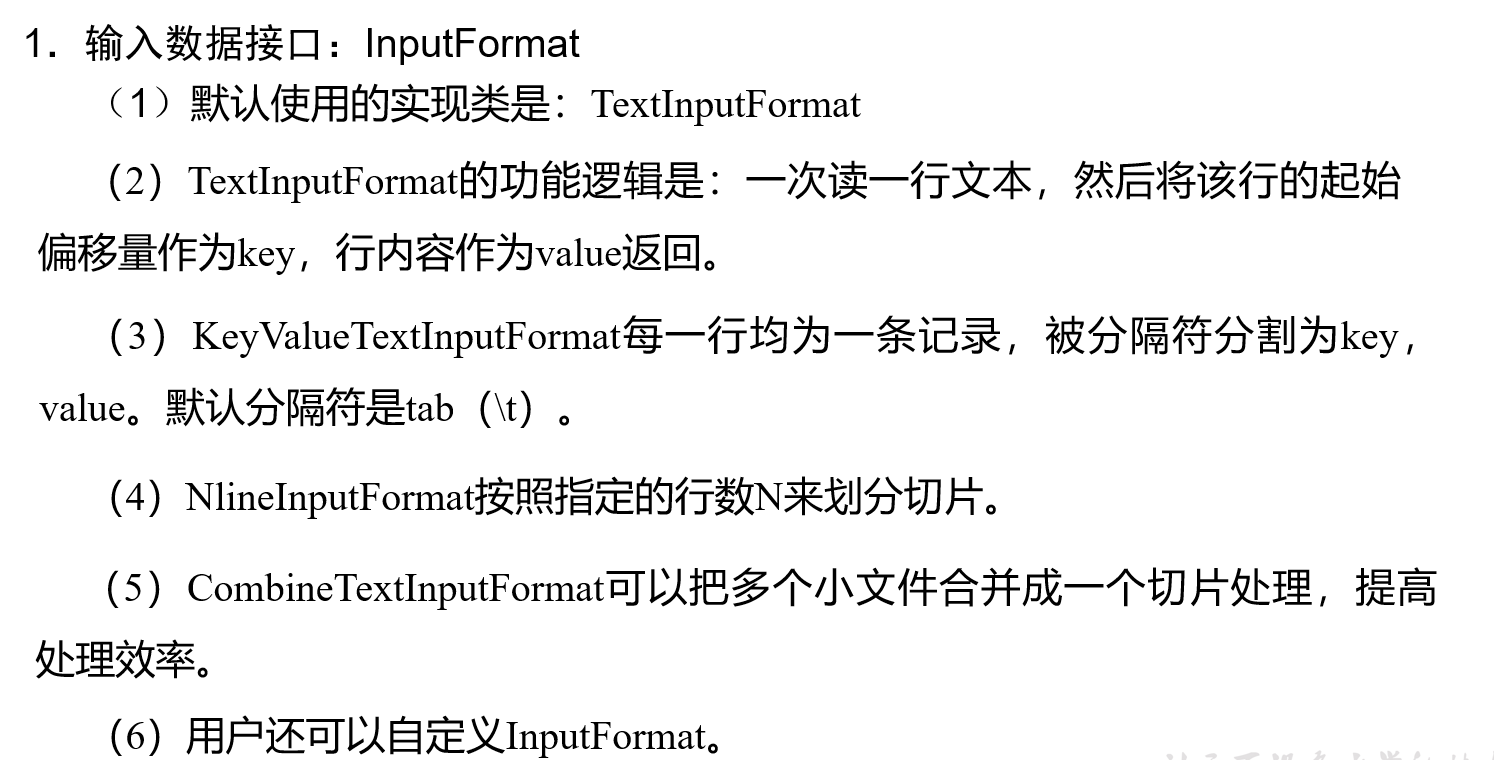 1．输入数据接口：InputFormat
（1）默认使用的实现类是：TextInputFormat
（2）TextInputFormat的功能逻辑是：一次读一行文本，然后将该行的起始
偏移量作为key，行内容作为value返回。
（3）KeyValueTextInputFormat每一行均为一条记录，被分隔符分割为key，
value。默认分隔符是tab（\t）。
（4）NlineInputFormat按照指定的行数N来划分切片。
（5）CombineTextInputFormat可以把多个小文件合并成一个切片处理，提高
处理效率。
（6）用户还可以自定义InputFormat。